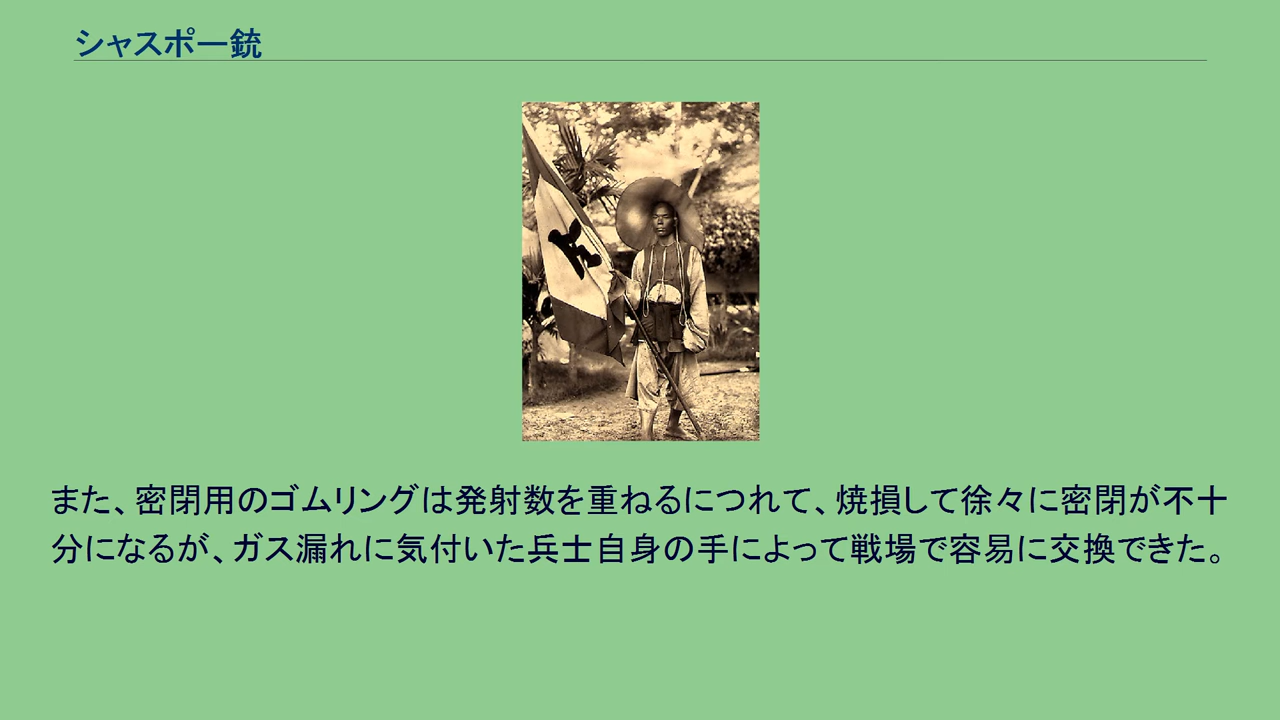 シャスポー銃
また、密閉用のゴムリングは発射数を重ねるにつれて、焼損して徐々に密閉が不十
分になるが、ガス漏れに気付いた兵士自身の手によって戦場で容易に交換できた。